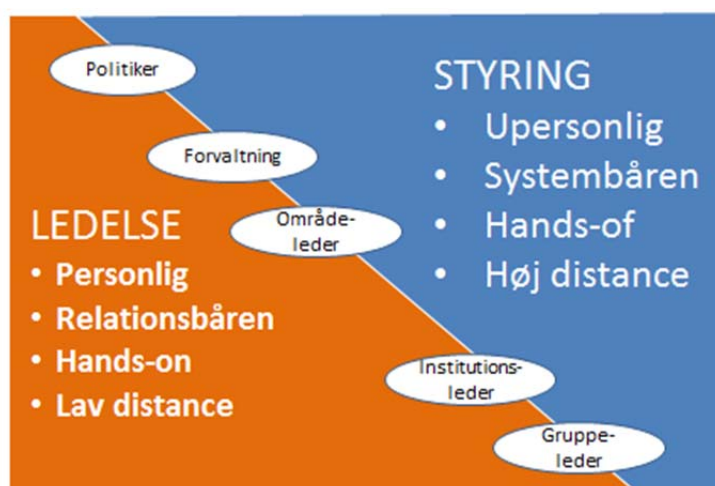 Politiker
Forvaltning
Område-
leder
Institutions-
leder
Gruppe-
leder
LEDELSE
• Personlig
• Relationsbåren
• Hands-on
• Lav distance
STYRING
• Upersonlig
• Systembåren
• Hands-of
• Høj distance